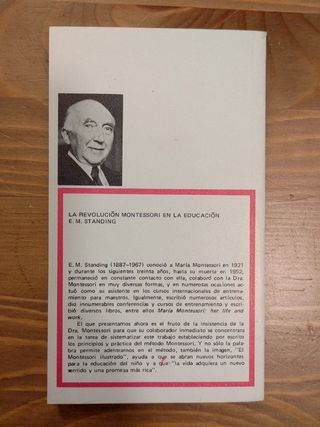 LA REVOLUCIÓN MONTESSORI EN LA EDUCACIÓN
E. M. STANDING
E. M. Standing (1887-1967) conoció a María Montessori en 1921
y durante los siguientes treinta años, hasta su muerte en 1952,
permaneció en constante contacto con ella, colaboró con la Dra.
Montessori en muy diversas formas, y en numerosas ocasiones ac-
tuó como su asistente en los cursos internacionales de entrena-
miento para maestros. Igualmente, escribió numerosos artículos,
dio innumerables conferencias y cursos de entrenamiento y escri-
bió diversos libros, entre ellos María Montessori: her life and
work.
El que presentamos ahora es el fruto de la insistencia de la
Dra. Montessori para que su colaborador inmediato se concentrara
en la tarea de sistematizar este trabajo estableciendo por escrito
los principios y práctica del método Montessori. Y no sólo la pala-
bra permite adentrarnos en el método, también la imagen, "El
Montessori ilustrado", ayuda a que se abran nuevos horizontes
para la educación del niño y a que "la vida adquiera un nuevo
sentido y una promesa más rica".